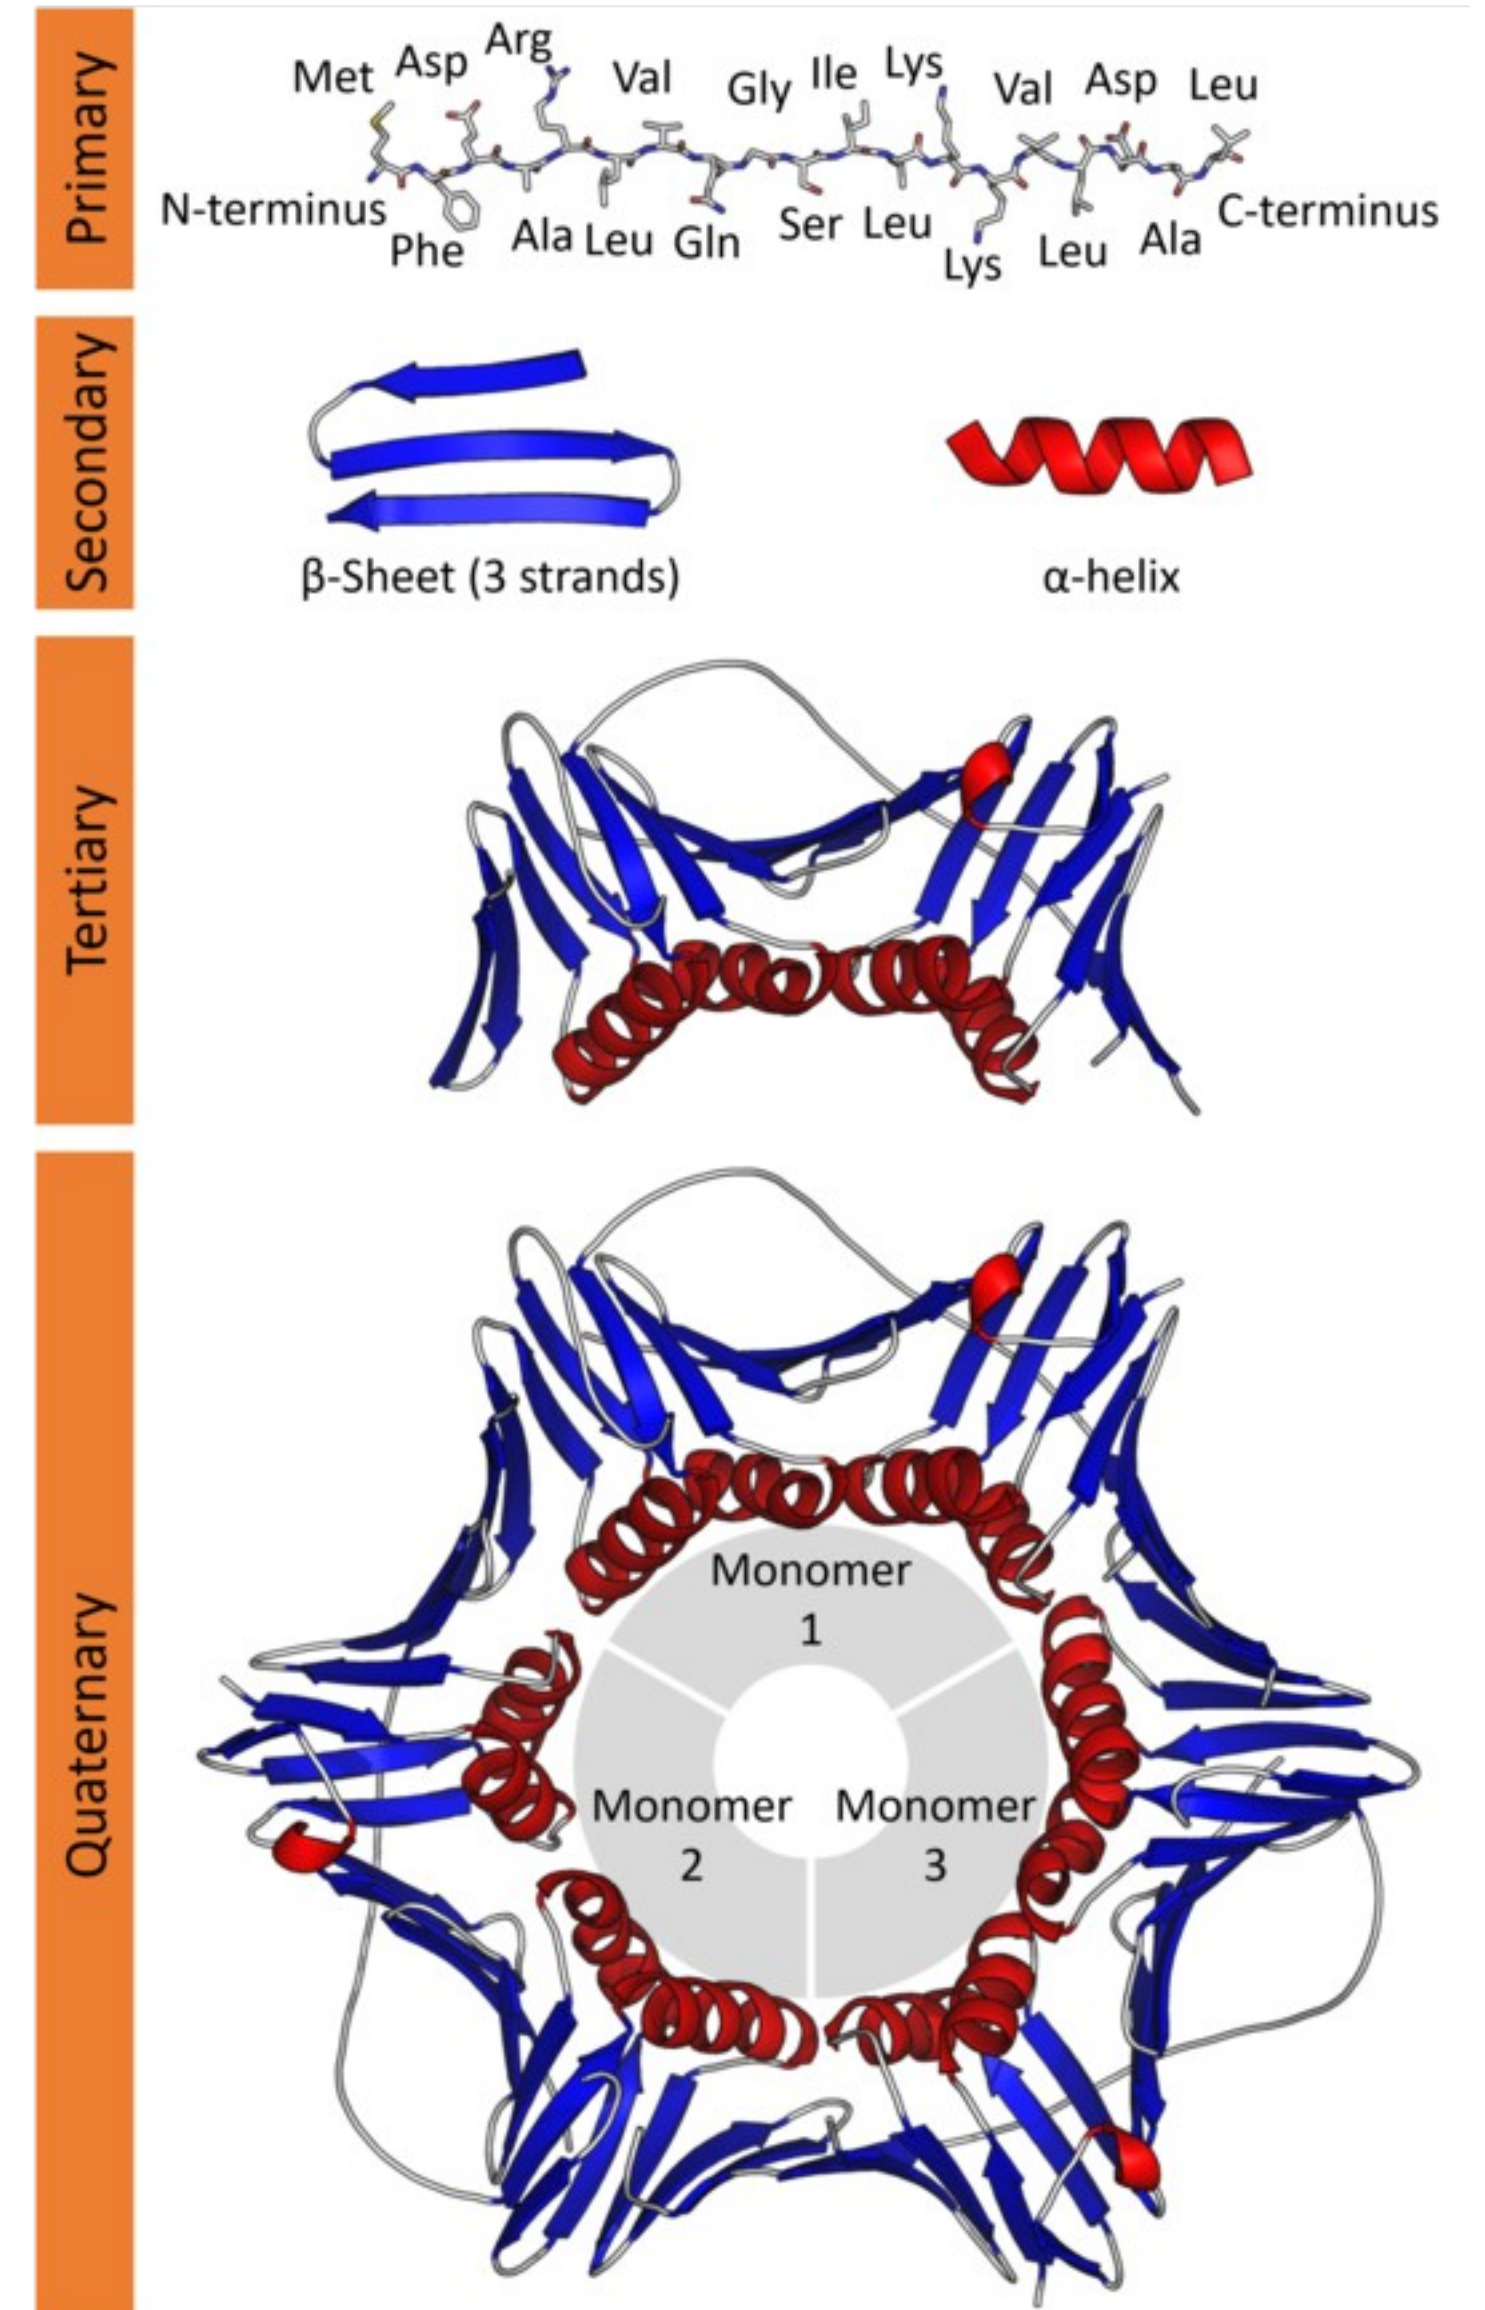 Primary
Met Asp Arg Val Gly Ile Lys Val Asp Leu
N-terminus C-terminus
Phe Ala Leu Gln Ser Leu Lys Leu Ala
Secondary
β-Sheet (3 strands) α-helix
Tertiary
Quaternary
Monomer
1
Monomer Monomer
2 3